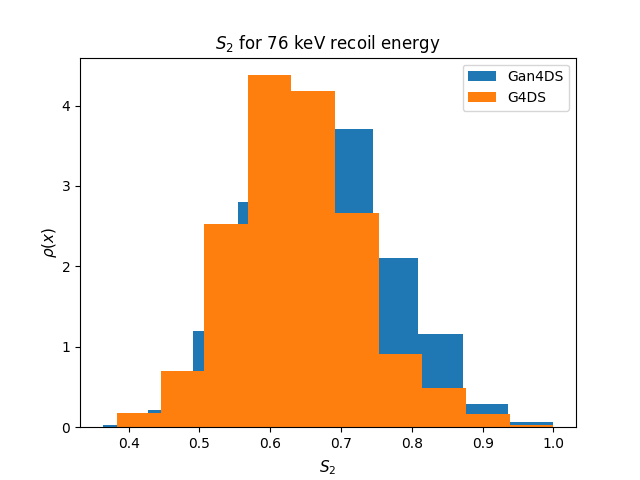 S₂ for 76 keV recoil energy
Gan4DS
G4DS
ρ(x)
4
3
2
1
0
0.4 0.5 0.6 0.7 0.8 0.9 1.0
S₂